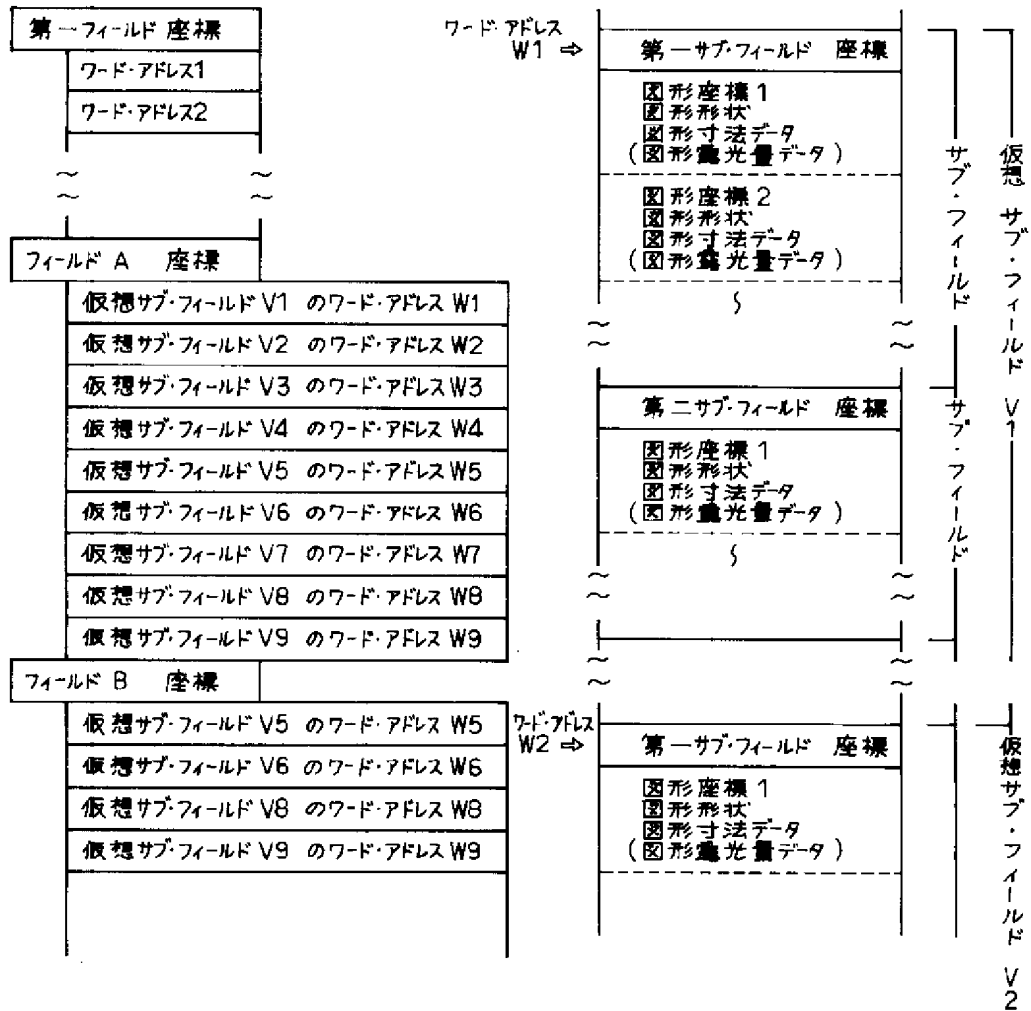 第一フィールド 座標
ワード・アドレス1
ワード・アドレス2
フィールド A 座標
仮想サブ・フィールド V1 のワード・アドレス W1
仮想サブ・フィールド V2 のワード・アドレス W2
仮想サブ・フィールド V3 のワード・アドレス W3
仮想サブ・フィールド V4 のワード・アドレス W4
仮想サブ・フィールド V5 のワード・アドレス W5
仮想サブ・フィールド V6 のワード・アドレス W6
仮想サブ・フィールド V7 のワード・アドレス W7
仮想サブ・フィールド V8 のワード・アドレス W8
仮想サブ・フィールド V9 のワード・アドレス W9
フィールド B 座標
仮想サブ・フィールド V5 のワード・アドレス W5
仮想サブ・フィールド V6 のワード・アドレス W6
仮想サブ・フィールド V8 のワード・アドレス W8
仮想サブ・フィールド V9 のワード・アドレス W9
ワード・アドレス
W1 ⇨
第一サブ・フィールド 座標
図形座標 1
図形形状
図形寸法データ
(図形露光量データ)
図形座標 2
図形形状
図形寸法データ
(図形露光量データ)
第二サブ・フィールド 座標
図形座標 1
図形形状
図形寸法データ
(図形露光量データ)
ワード・アドレス
W2 ⇨
第一サブ・フィールド 座標
図形座標 1
図形形状
図形寸法データ
(図形露光量データ)
サブ・フィールド
サブ・フィールド
仮想サブ・フィールド V1
仮想サブ・フィールド V2